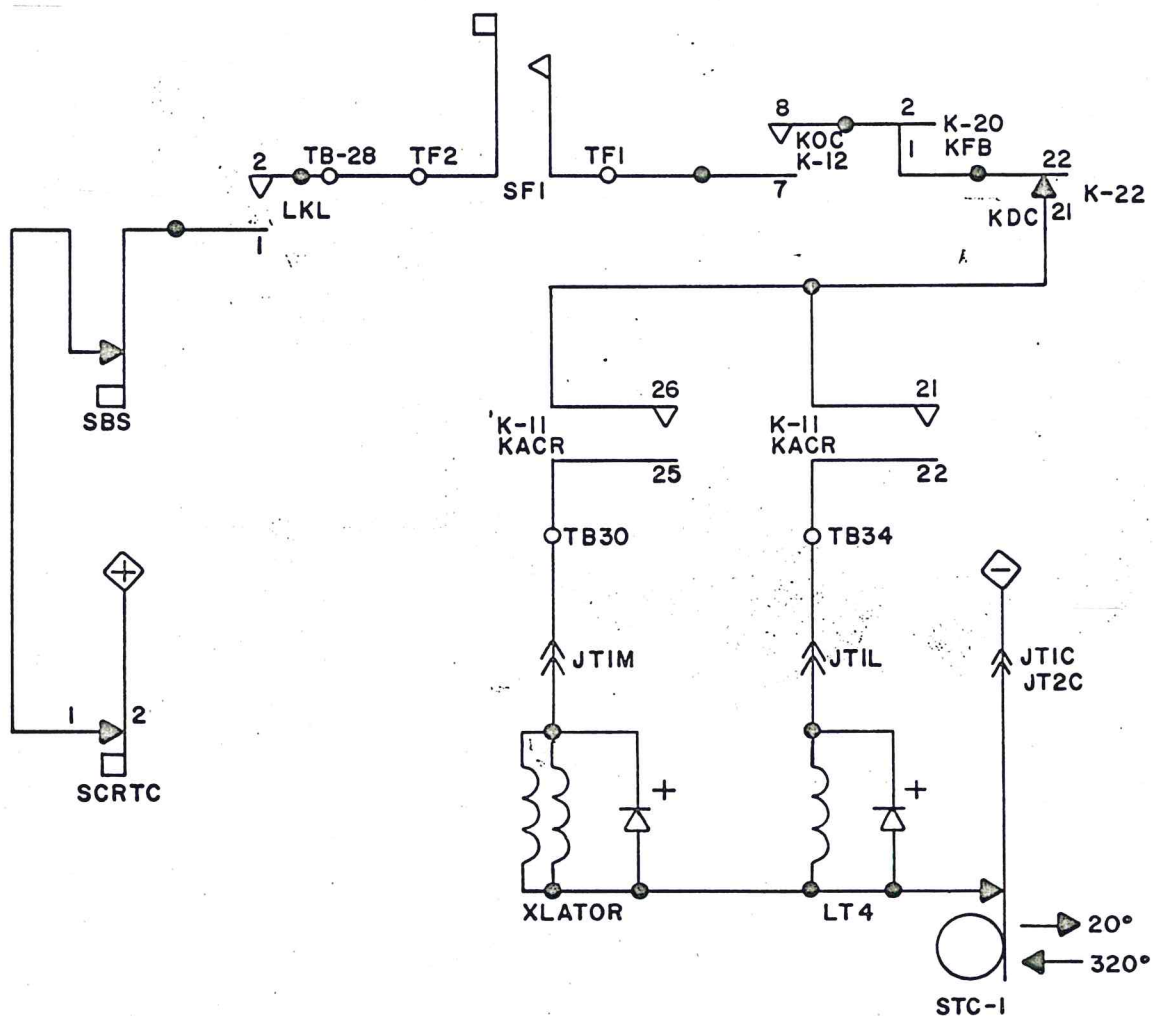 8
2
K-20
KOC
K-12
1
KFB
2
TB-28
TF2
TF1
22
SF1
7
K-22
LKL
KDC
21
1
26
21
SBS
'K-11
KACR
K-11
KACR
25
22
TB30
TB34
+
−
JT1M
JT1L
JT1C
JT2C
1
2
SCRTC
+
+
XLATOR
LT4
20°
320°
STC-1